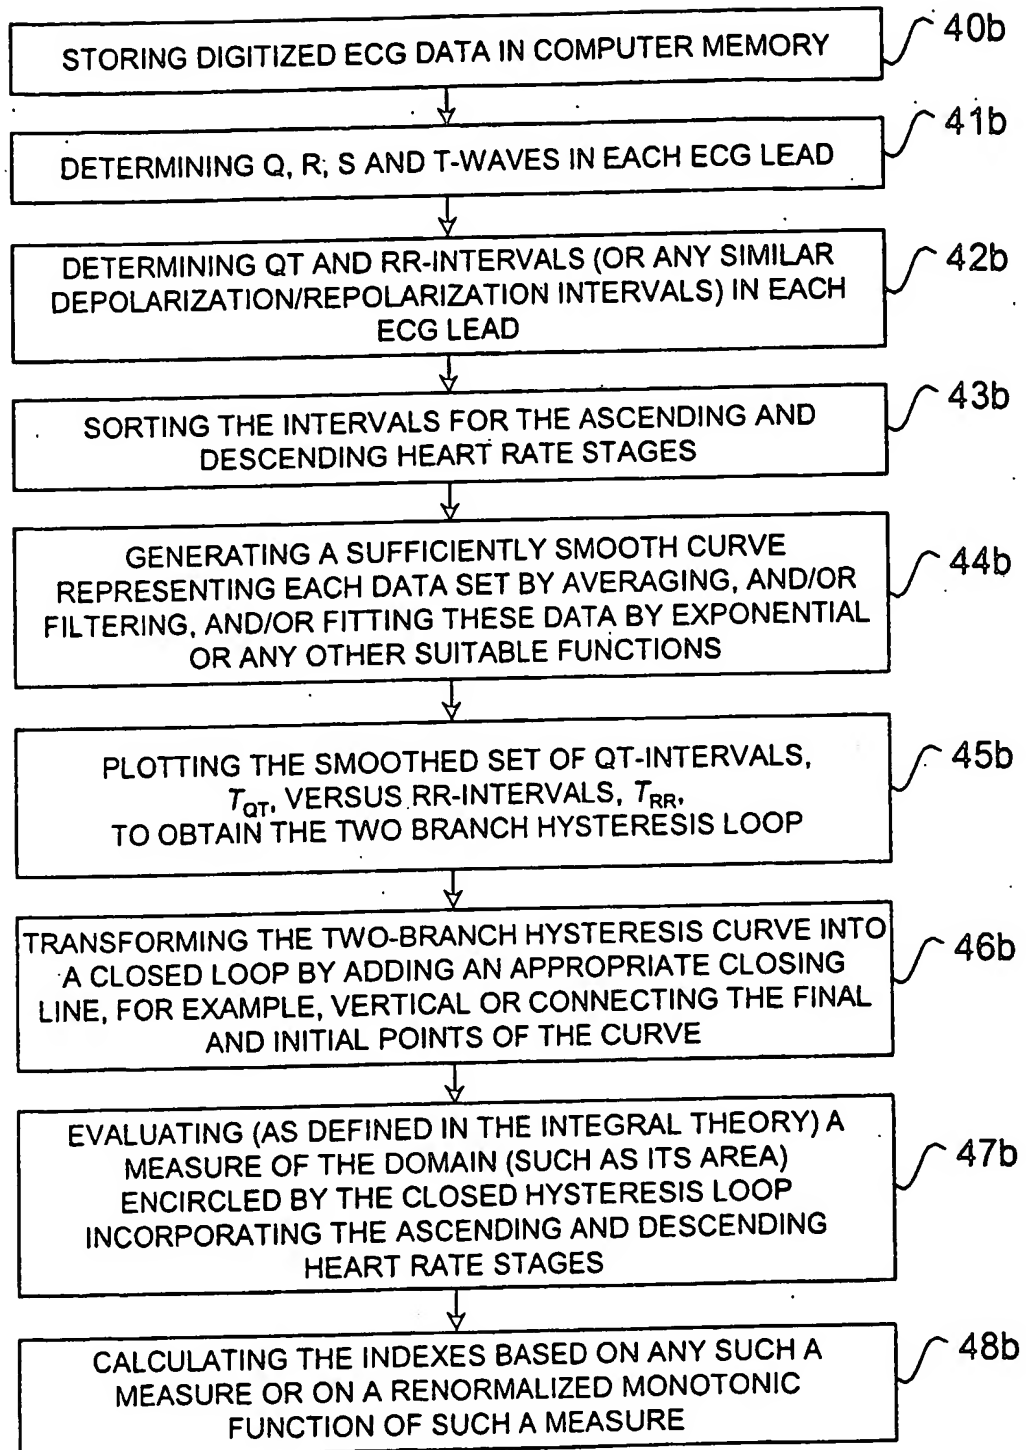 40b
STORING DIGITIZED ECG DATA IN COMPUTER MEMORY
41b
DETERMINING Q, R, S AND T-WAVES IN EACH ECG LEAD
42b
DETERMINING QT AND RR-INTERVALS (OR ANY SIMILAR
DEPOLARIZATION/REPOLARIZATION INTERVALS) IN EACH
ECG LEAD
43b
SORTING THE INTERVALS FOR THE ASCENDING AND
DESCENDING HEART RATE STAGES
44b
GENERATING A SUFFICIENTLY SMOOTH CURVE
REPRESENTING EACH DATA SET BY AVERAGING, AND/OR
FILTERING, AND/OR FITTING THESE DATA BY EXPONENTIAL
OR ANY OTHER SUITABLE FUNCTIONS
45b
PLOTTING THE SMOOTHED SET OF QT-INTERVALS,
T_QT, VERSUS RR-INTERVALS, T_RR,
TO OBTAIN THE TWO BRANCH HYSTERESIS LOOP
46b
TRANSFORMING THE TWO-BRANCH HYSTERESIS CURVE INTO
A CLOSED LOOP BY ADDING AN APPROPRIATE CLOSING
LINE, FOR EXAMPLE, VERTICAL OR CONNECTING THE FINAL
AND INITIAL POINTS OF THE CURVE
47b
EVALUATING (AS DEFINED IN THE INTEGRAL THEORY) A
MEASURE OF THE DOMAIN (SUCH AS ITS AREA)
ENCIRCLED BY THE CLOSED HYSTERESIS LOOP
INCORPORATING THE ASCENDING AND DESCENDING
HEART RATE STAGES
48b
CALCULATING THE INDEXES BASED ON ANY SUCH A
MEASURE OR ON A RENORMALIZED MONOTONIC
FUNCTION OF SUCH A MEASURE